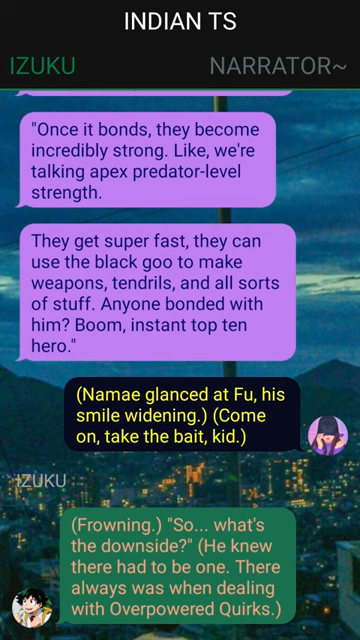 INDIAN TS
IZUKU
NARRATOR~
"Once it bonds, they become
incredibly strong. Like, we're
talking apex predator-level
strength.
They get super fast, they can
use the black goo to make
weapons, tendrils, and all sorts
of stuff. Anyone bonded with
him? Boom, instant top ten
hero."
(Namae glanced at Fu, his
smile widening.) (Come
on, take the bait, kid.)
IZUKU
(Frowning.) "So... what's
the downside?" (He knew
there had to be one. There
always was when dealing
with Overpowered Quirks.)